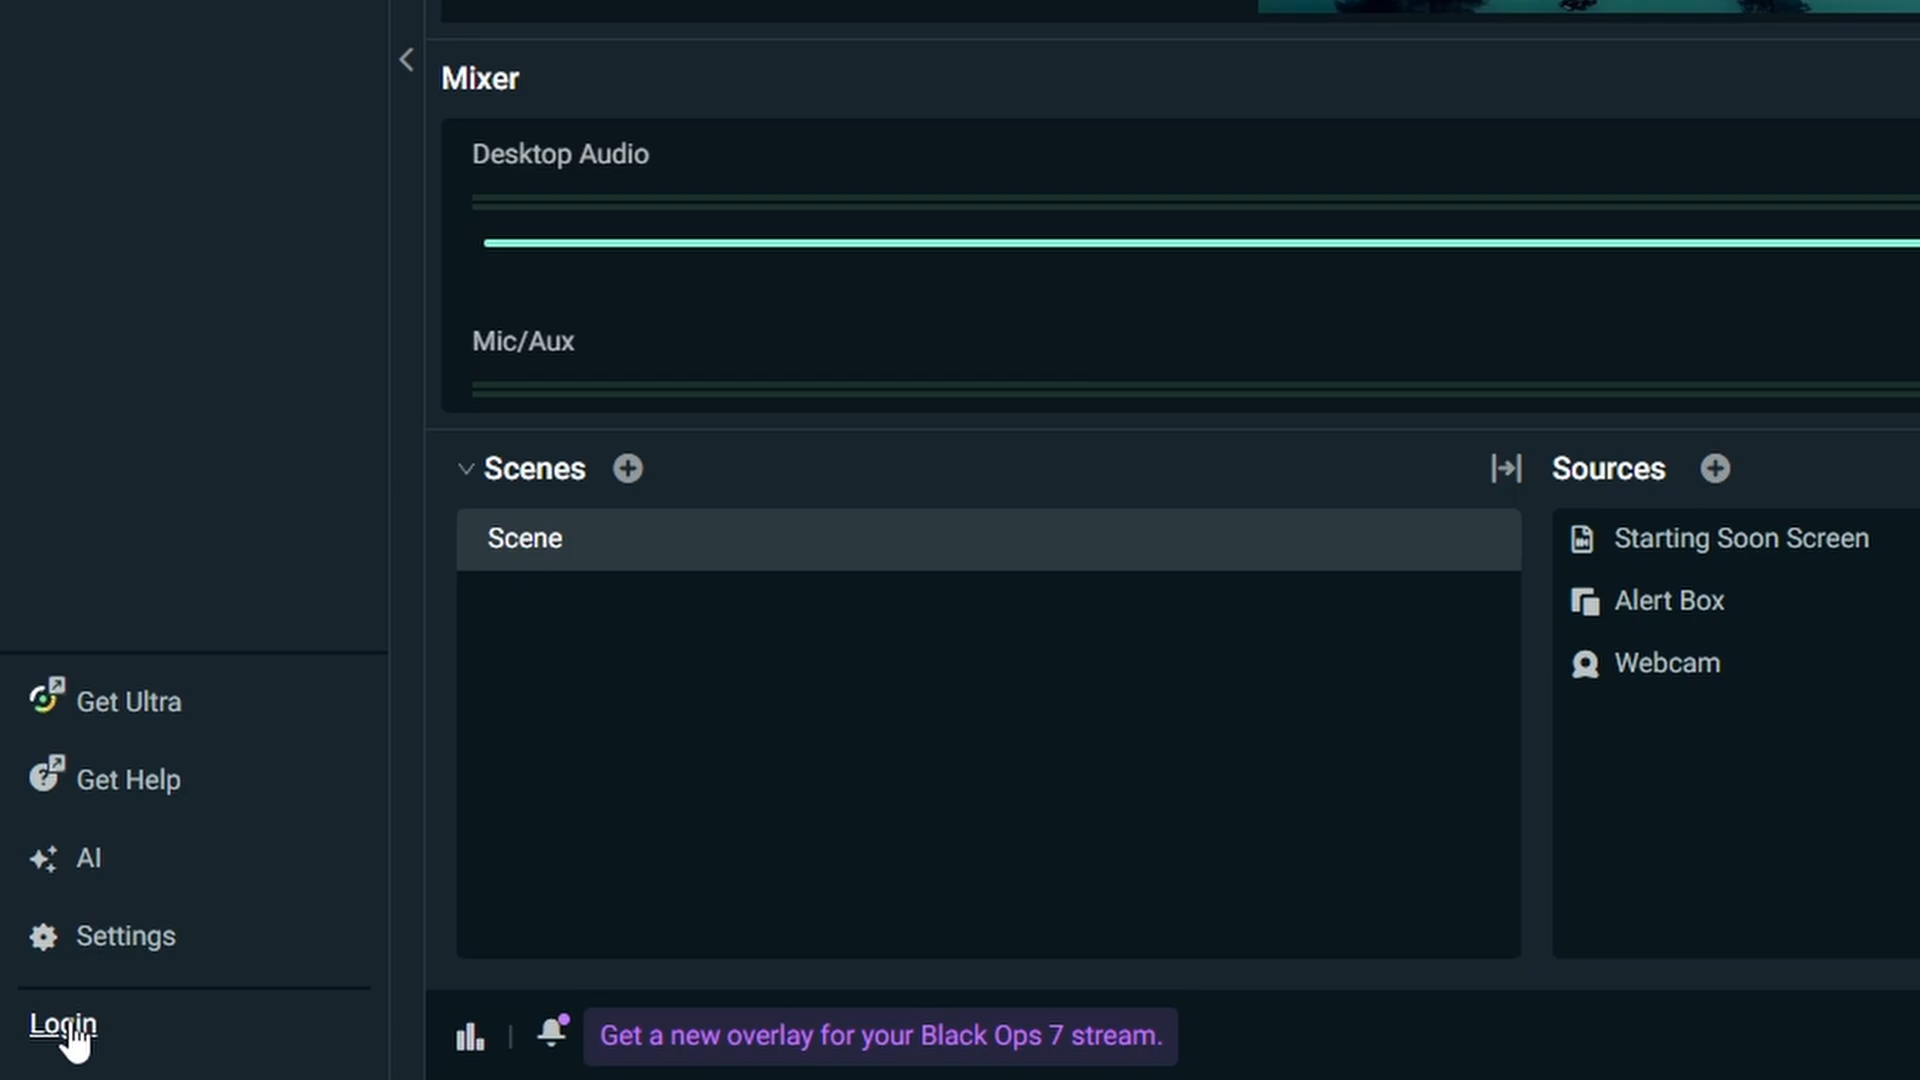 Mixer
Desktop Audio
Mic/Aux
Scenes
Scene
Sources
Starting Soon Screen
Alert Box
Webcam
Get Ultra
Get Help
AI
Settings
Login
Get a new overlay for your Black Ops 7 stream.